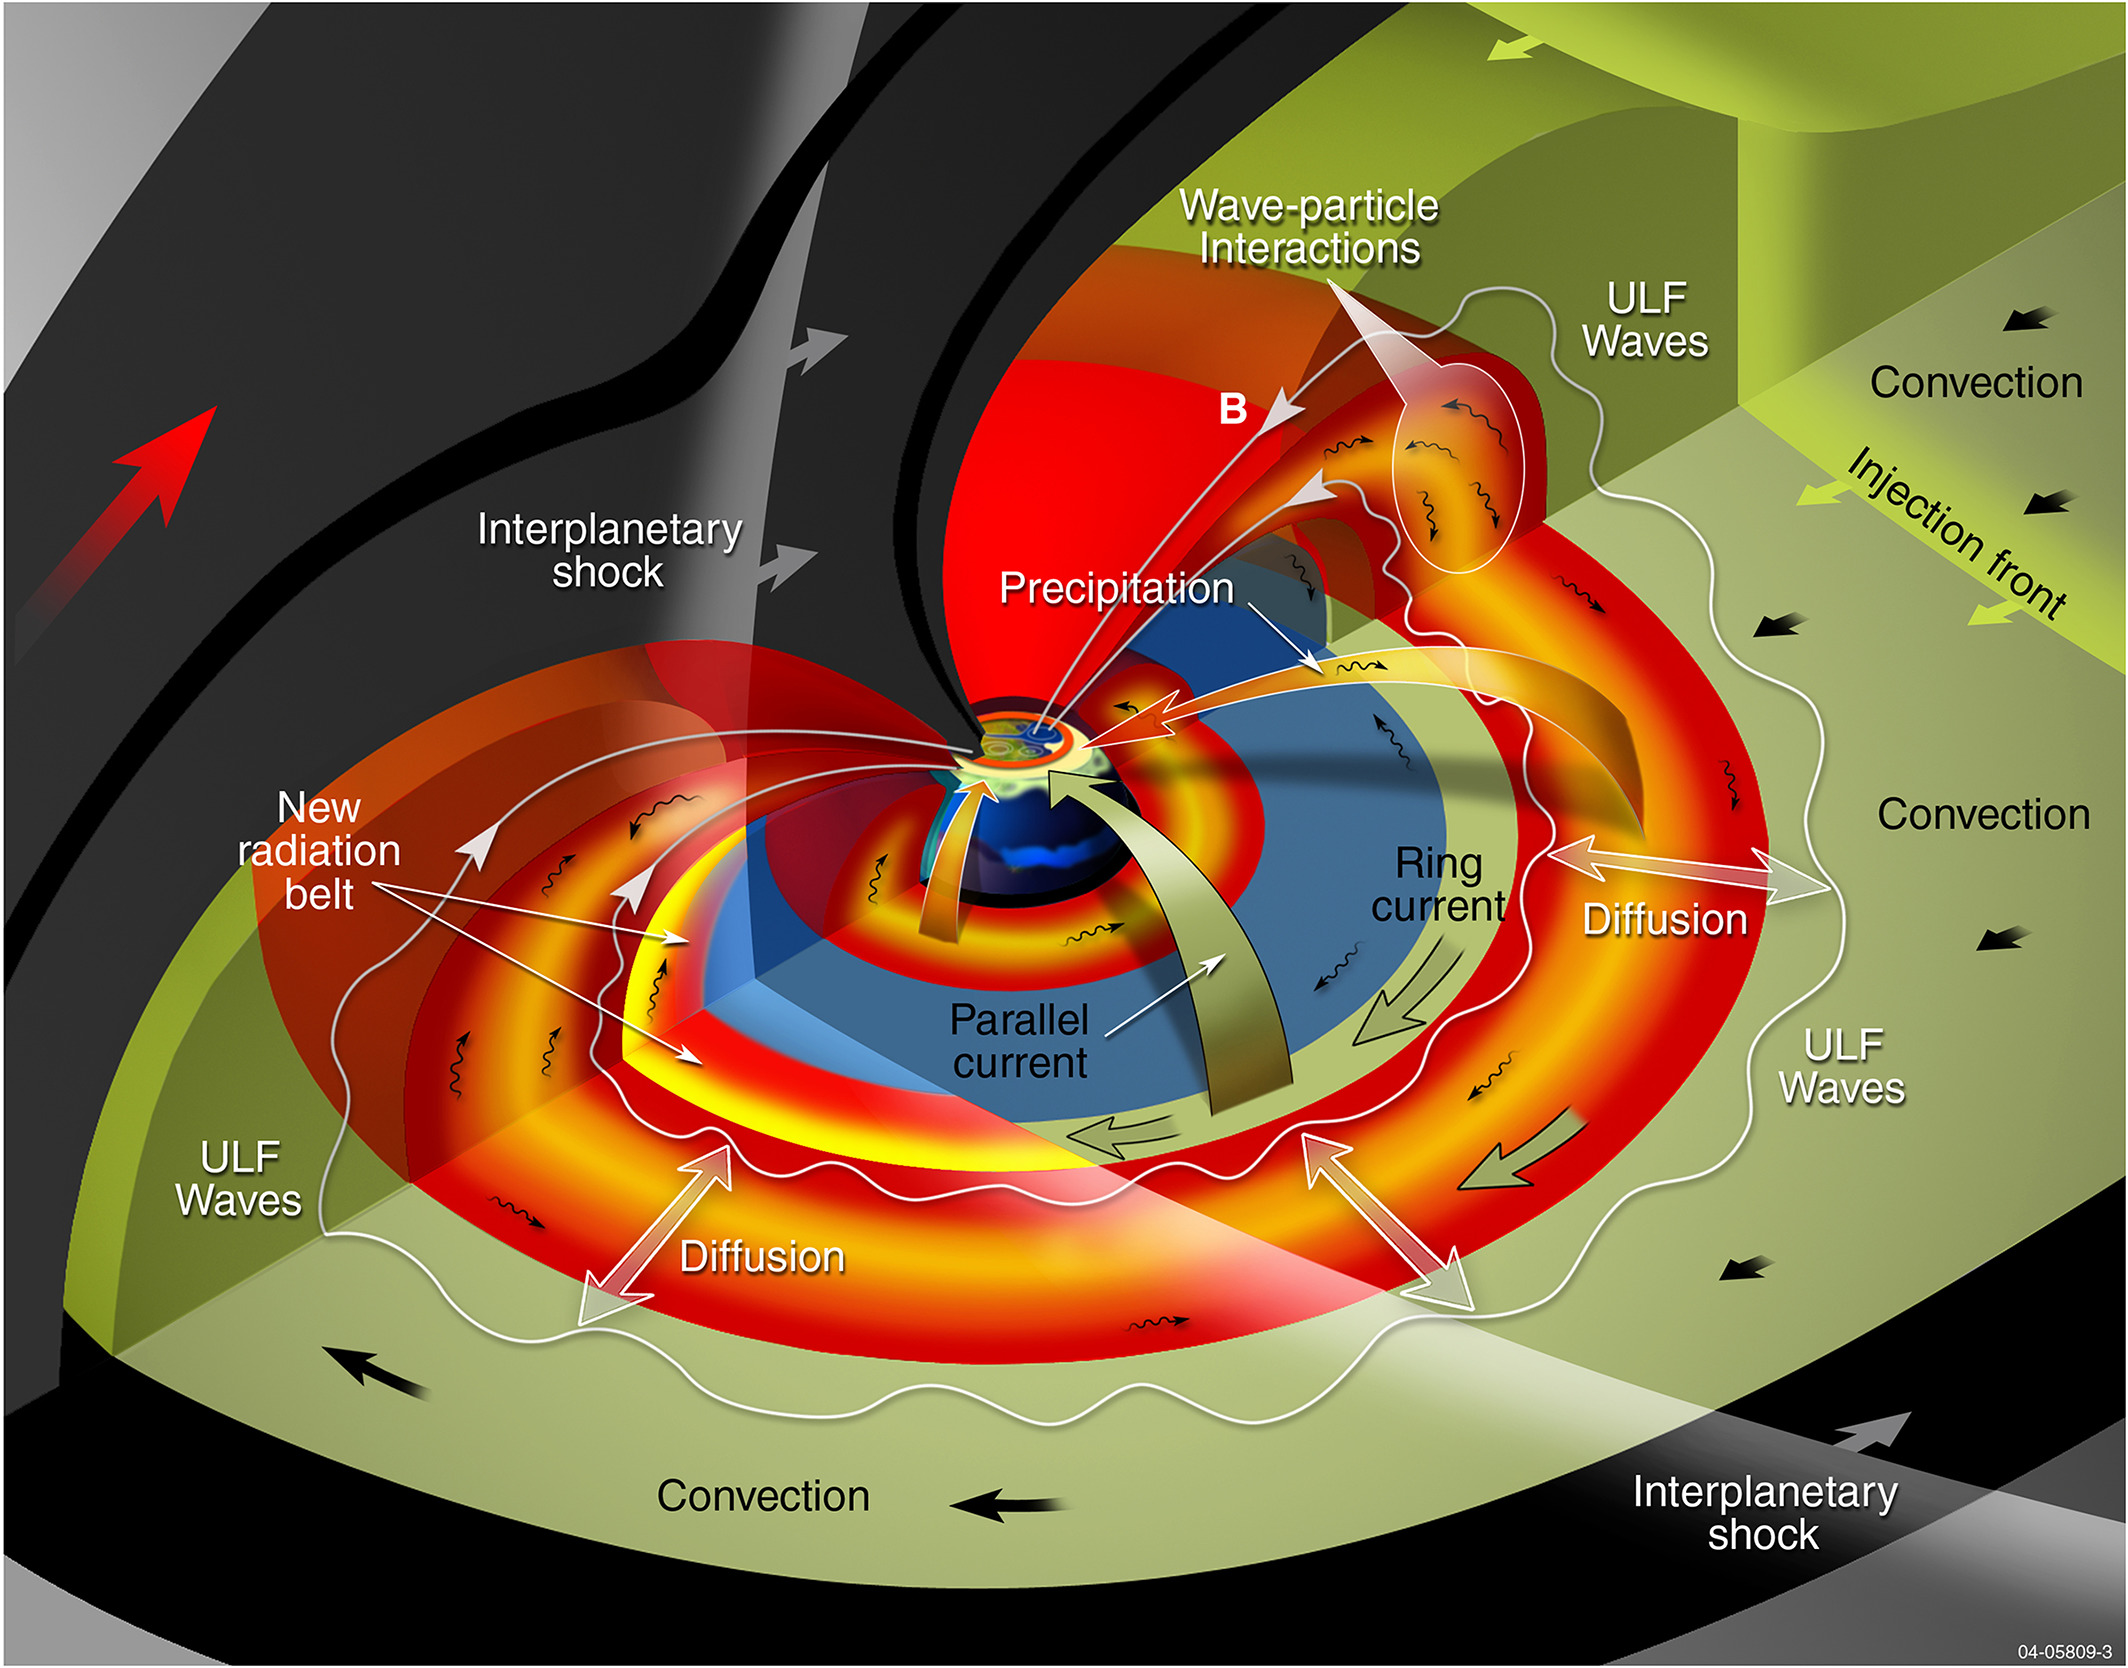 Wave-particle
Interactions
ULF
Waves
Convection
B
Injection front
Interplanetary
shock
Precipitation
New
radiation
belt
Convection
Ring
current
Diffusion
Parallel
current
ULF
Waves
ULF
Waves
Diffusion
Convection
Interplanetary
shock
04-05809-3